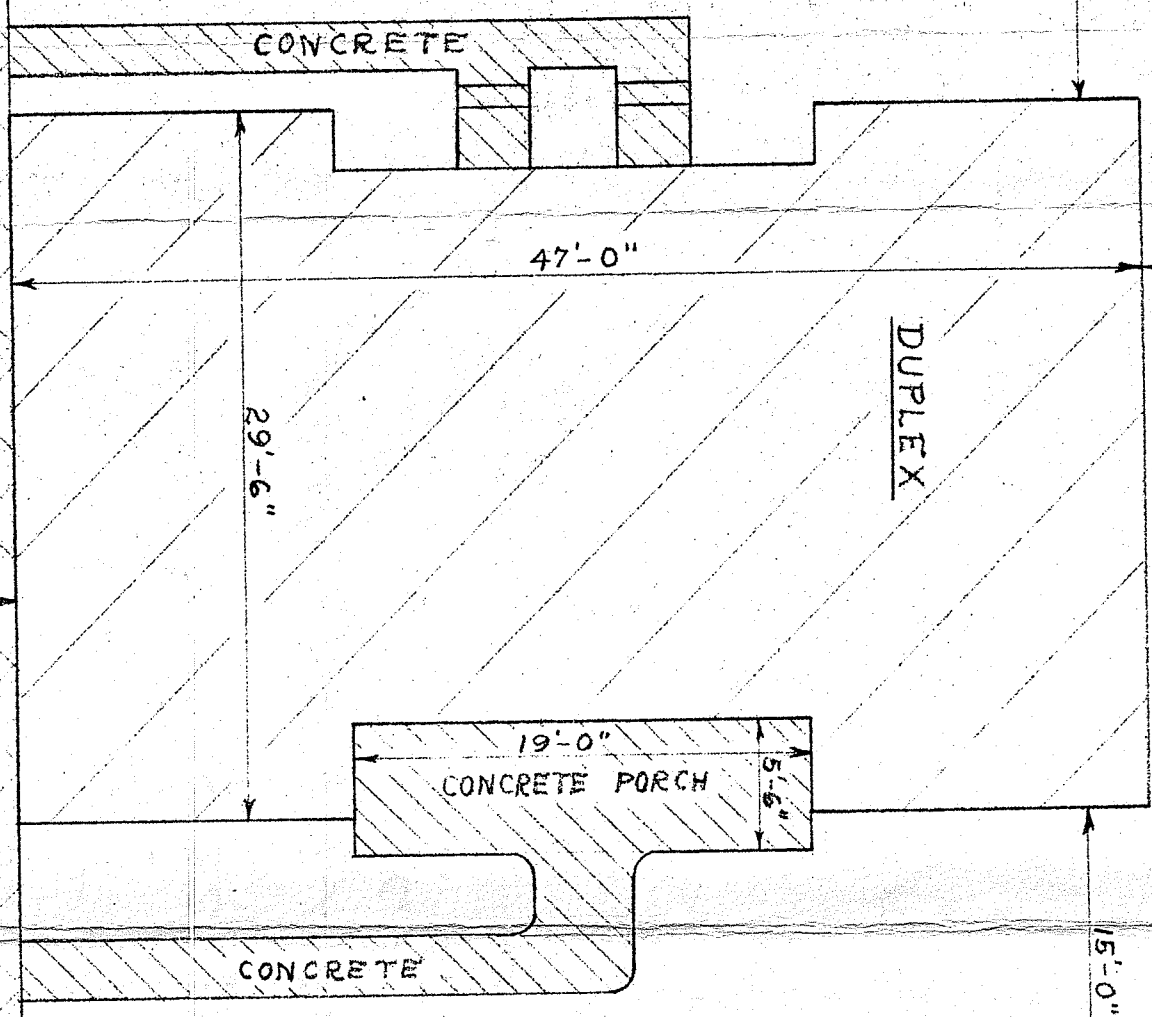 CONCRETE
47'-0"
DUPLEX
29'-6"
19'-0"
5'-6"
CONCRETE PORCH
15'-0"
CONCRETE